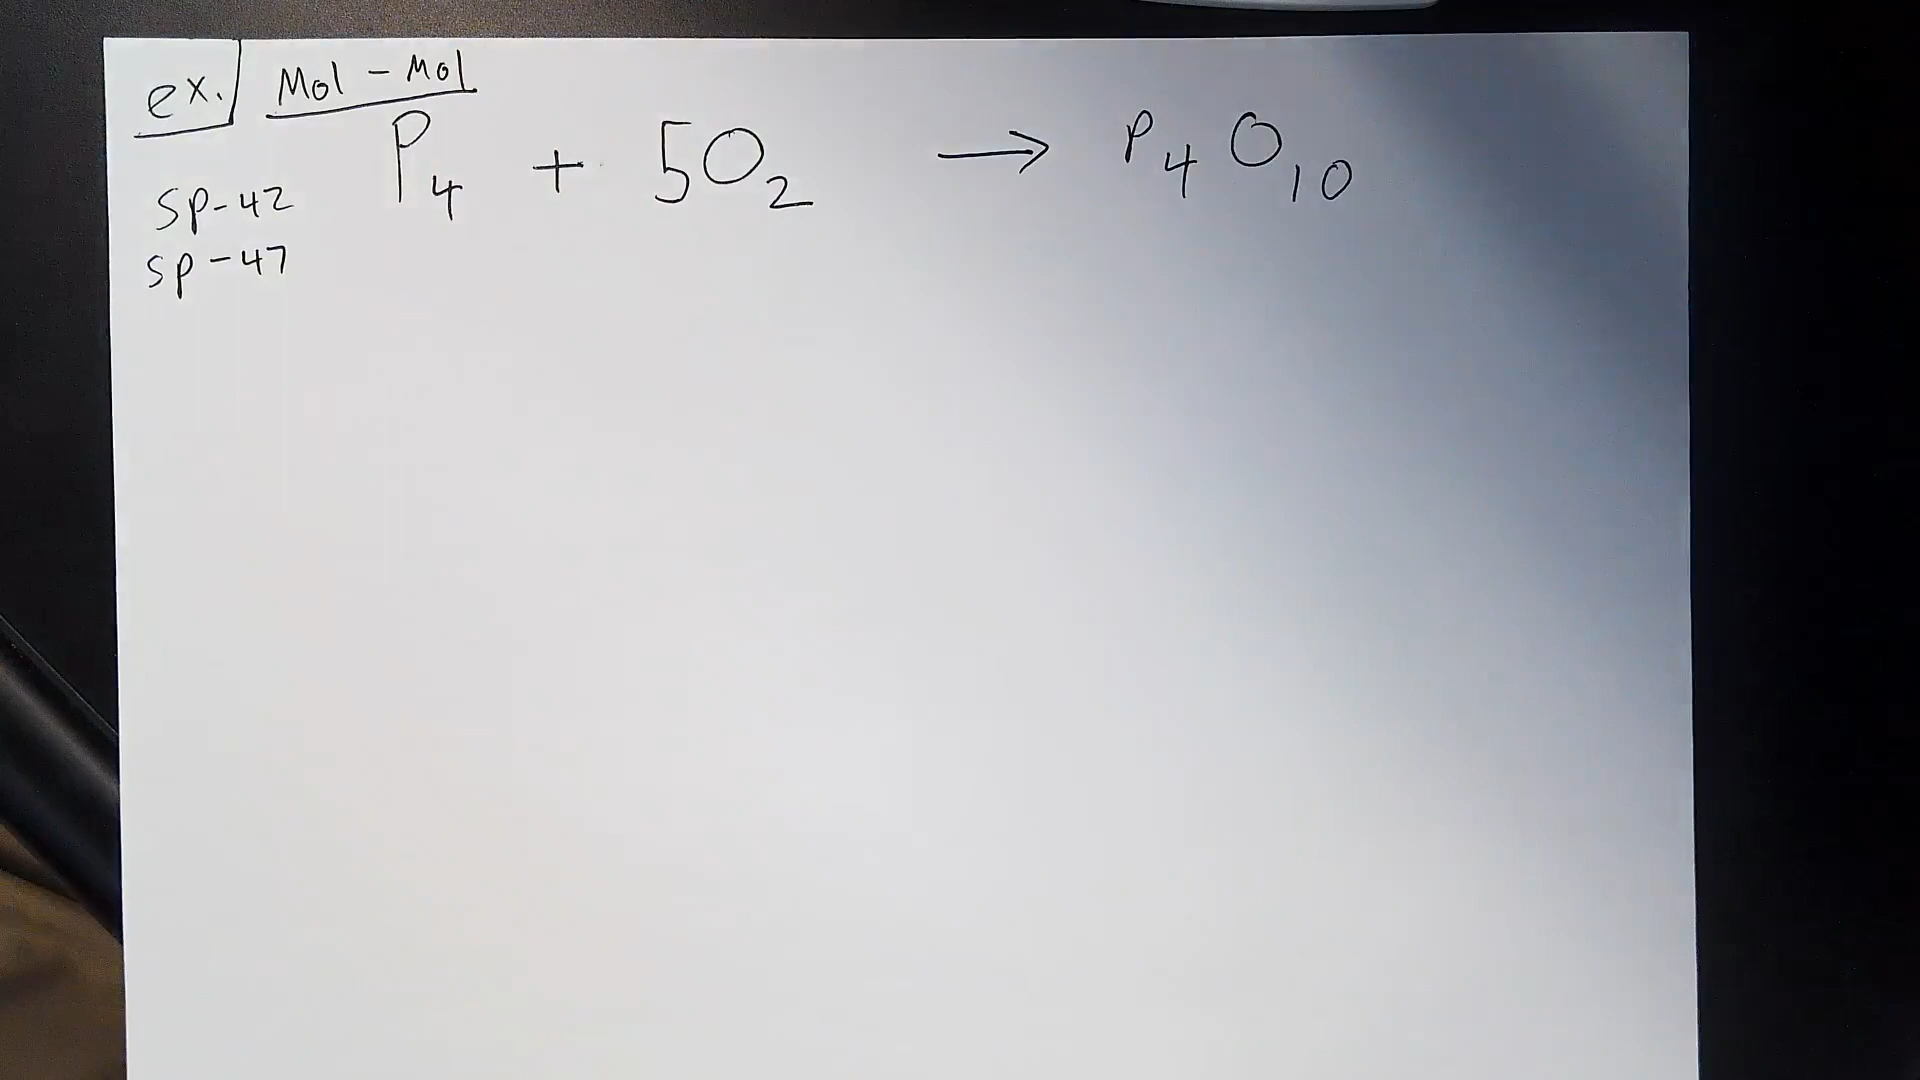 ex. Mol - Mol
P₄ + 5O₂ → P₄O₁₀
SP-42
SP-47